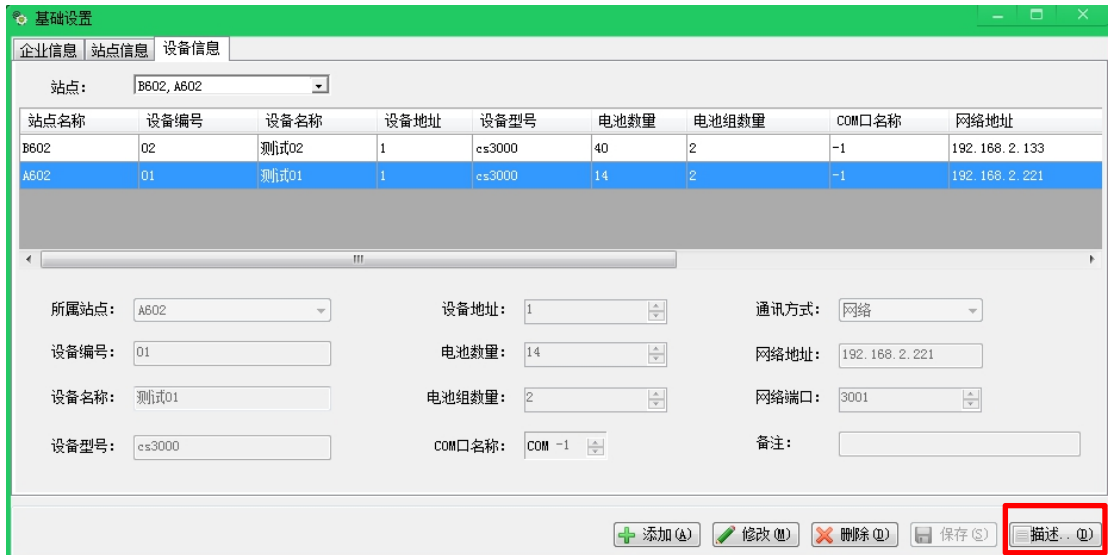 基础设置
企业信息 站点信息 设备信息
站点： B602, A602
站点名称 设备编号 设备名称 设备地址 设备型号 电池数量 电池组数量 COM口名称 网络地址
B602 02 测试02 1 cs3000 40 2 -1 192.168.2.133
A602 01 测试01 1 cs3000 14 2 -1 192.168.2.221
所属站点： A602 设备地址： 1 通讯方式： 网络
设备编号： 01 电池数量： 14 网络地址： 192.168.2.221
设备名称： 测试01 电池组数量： 2 网络端口： 3001
设备型号： cs3000 COM口名称： COM -1 备注：
添加(A) 修改(M) 删除(D) 保存(S) 描述..(D)